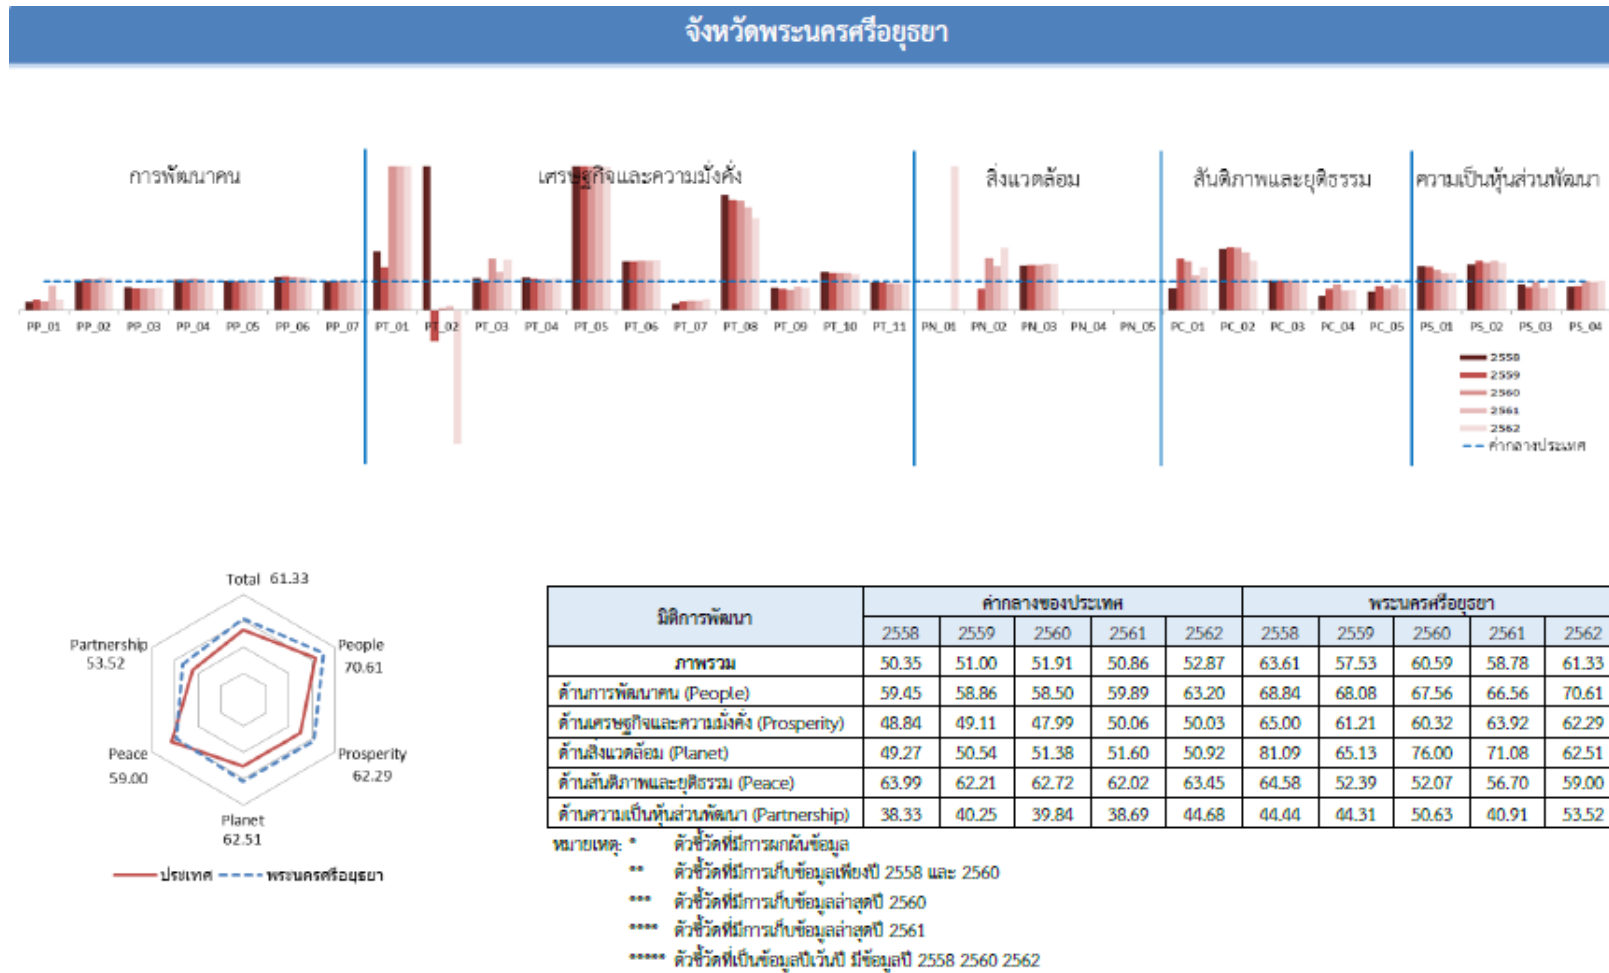 จังหวัดพระนครศรีอยุธยา
การพัฒนาคน
เศรษฐกิจและความมั่งคั่ง
สิ่งแวดล้อม
สันติภาพและยุติธรรม
ความเป็นหุ้นส่วนพัฒนา
PP_01 PP_02 PP_03 PP_04 PP_05 PP_06 PP_07 PT_01 PT_02 PT_03 PT_04 PT_05 PT_06 PT_07 PT_08 PT_09 PT_10 PT_11 PN_01 PN_02 PN_03 PN_04 PN_05 PC_01 PC_02 PC_03 PC_04 PC_05 PS_01 PS_02 PS_03 PS_04
2558
2559
2560
2561
2562
ค่ากลางประเทศ
Total 61.33
People
70.61
Prosperity
62.29
Planet
62.51
Peace
59.00
Partnership
53.52
ประเทศ พระนครศรีอยุธยา
มิติการพัฒนา ค่ากลางของประเทศ พระนครศรีอยุธยา
2558 2559 2560 2561 2562 2558 2559 2560 2561 2562
ภาพรวม 50.35 51.00 51.91 50.86 52.87 63.61 57.53 60.59 58.78 61.33
ด้านการพัฒนาคน (People) 59.45 58.86 58.50 59.89 63.20 68.84 68.08 67.56 66.56 70.61
ด้านเศรษฐกิจและความมั่งคั่ง (Prosperity) 48.84 49.11 47.99 50.06 50.03 65.00 61.21 60.32 63.92 62.29
ด้านสิ่งแวดล้อม (Planet) 49.27 50.54 51.38 51.60 50.92 81.09 65.13 76.00 71.08 62.51
ด้านสันติภาพและยุติธรรม (Peace) 63.99 62.21 62.72 62.02 63.45 64.58 52.39 52.07 56.70 59.00
ด้านความเป็นหุ้นส่วนพัฒนา (Partnership) 38.33 40.25 39.84 38.69 44.68 44.44 44.31 50.63 40.91 53.52
หมายเหตุ: * ตัวชี้วัดที่มีการผกผันข้อมูล
** ตัวชี้วัดที่มีการเก็บข้อมูลเพียงปี 2558 และ 2560
*** ตัวชี้วัดที่มีการเก็บข้อมูลล่าสุดปี 2560
**** ตัวชี้วัดที่มีการเก็บข้อมูลล่าสุดปี 2561
***** ตัวชี้วัดที่เป็นข้อมูลปีเว้นปี มีข้อมูลปี 2558 2560 2562